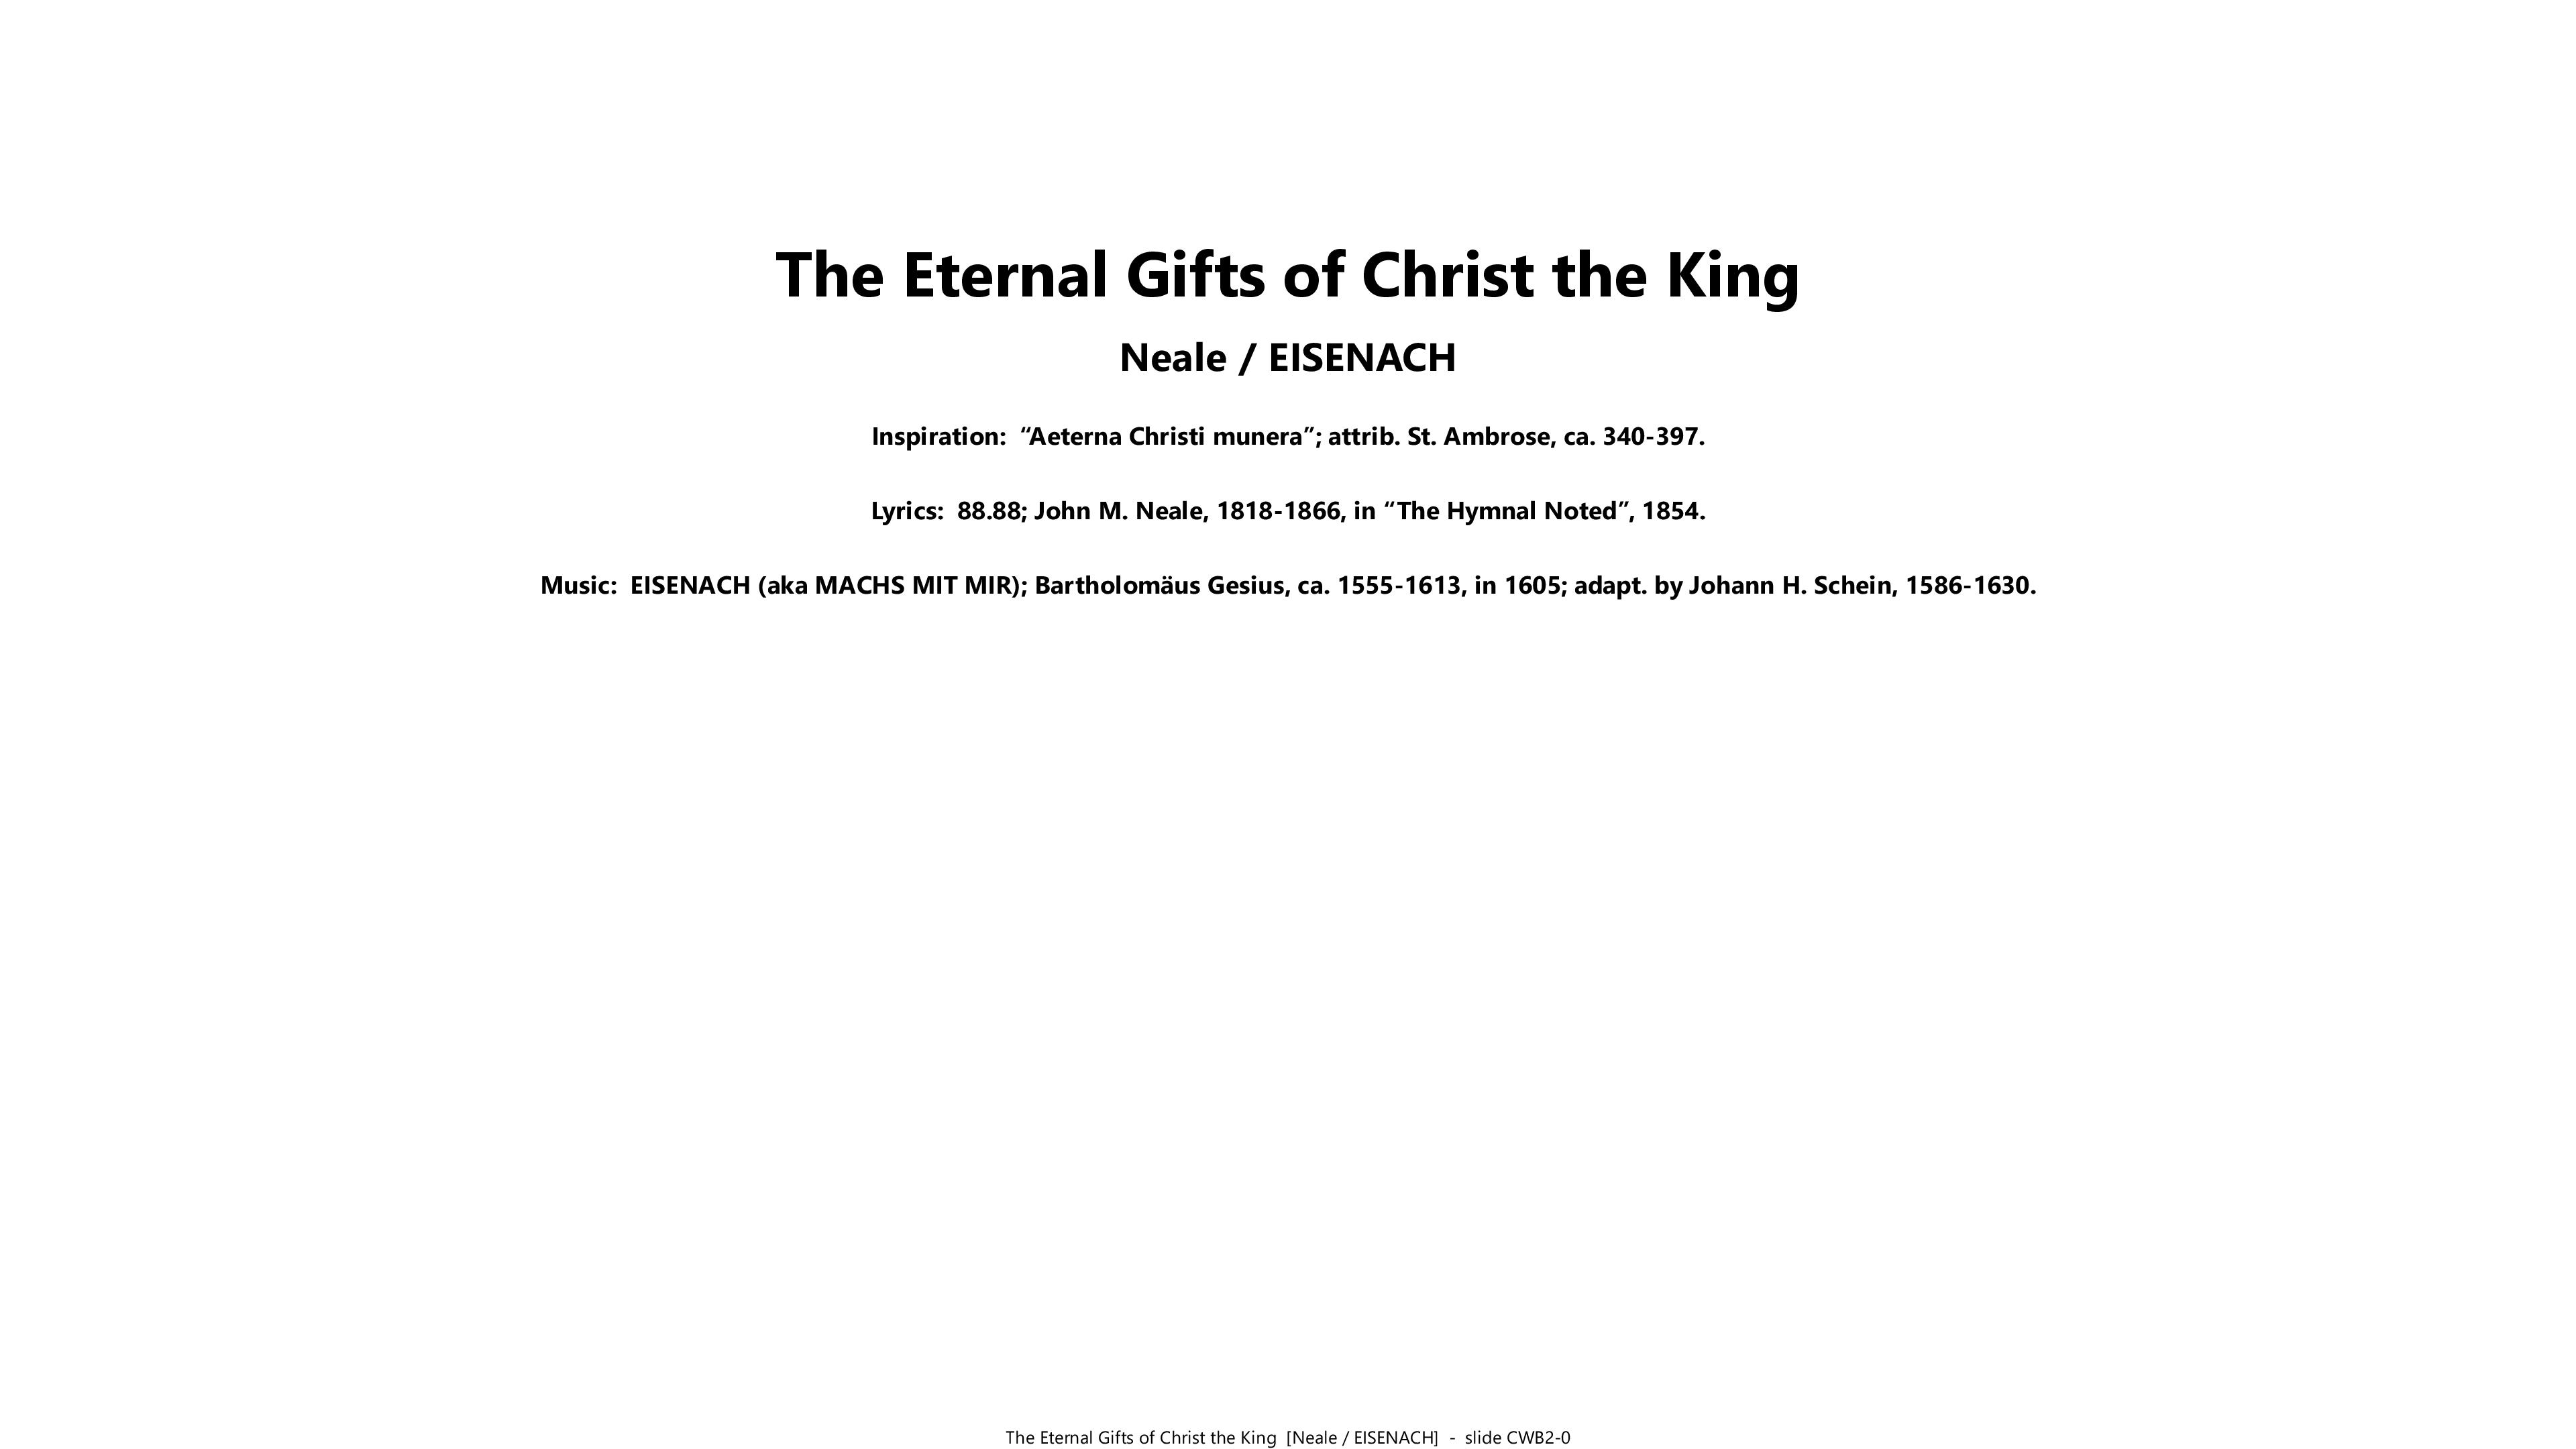 The Eternal Gifts of Christ the King
Neale / EISENACH
Inspiration:  “Aeterna Christi munera”; attrib. St. Ambrose, ca. 340-397.
Lyrics:  88.88; John M. Neale, 1818-1866, in “The Hymnal Noted”, 1854.
Music:  EISENACH (aka MACHS MIT MIR); Bartholomäus Gesius, ca. 1555-1613, in 1605; adapt. by Johann H. Schein, 1586-1630.
The Eternal Gifts of Christ the King  [Neale / EISENACH]  -  slide CWB2-0